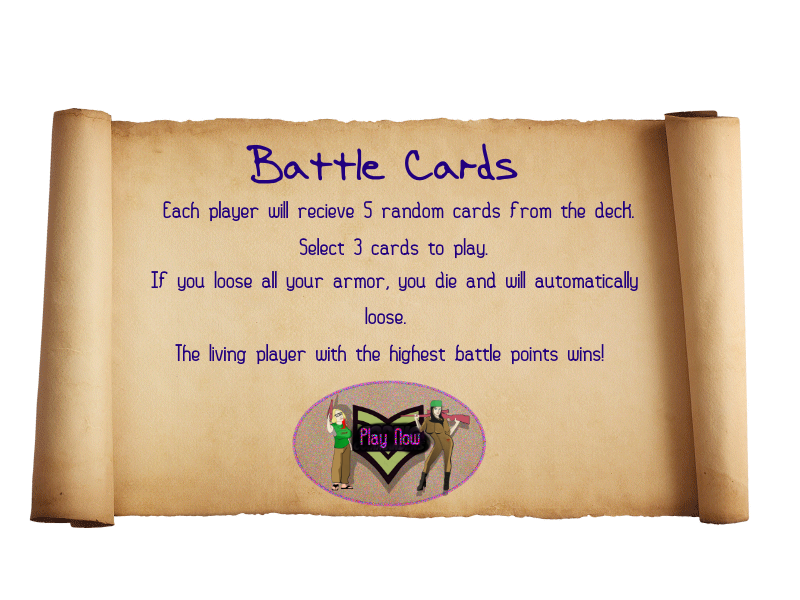 Battle Cards
Each player will recieve 5 random cards from the deck.
Select 3 cards to play.
If you loose all your armor, you die and will automatically
loose.
The living player with the highest battle points wins!
Play Now